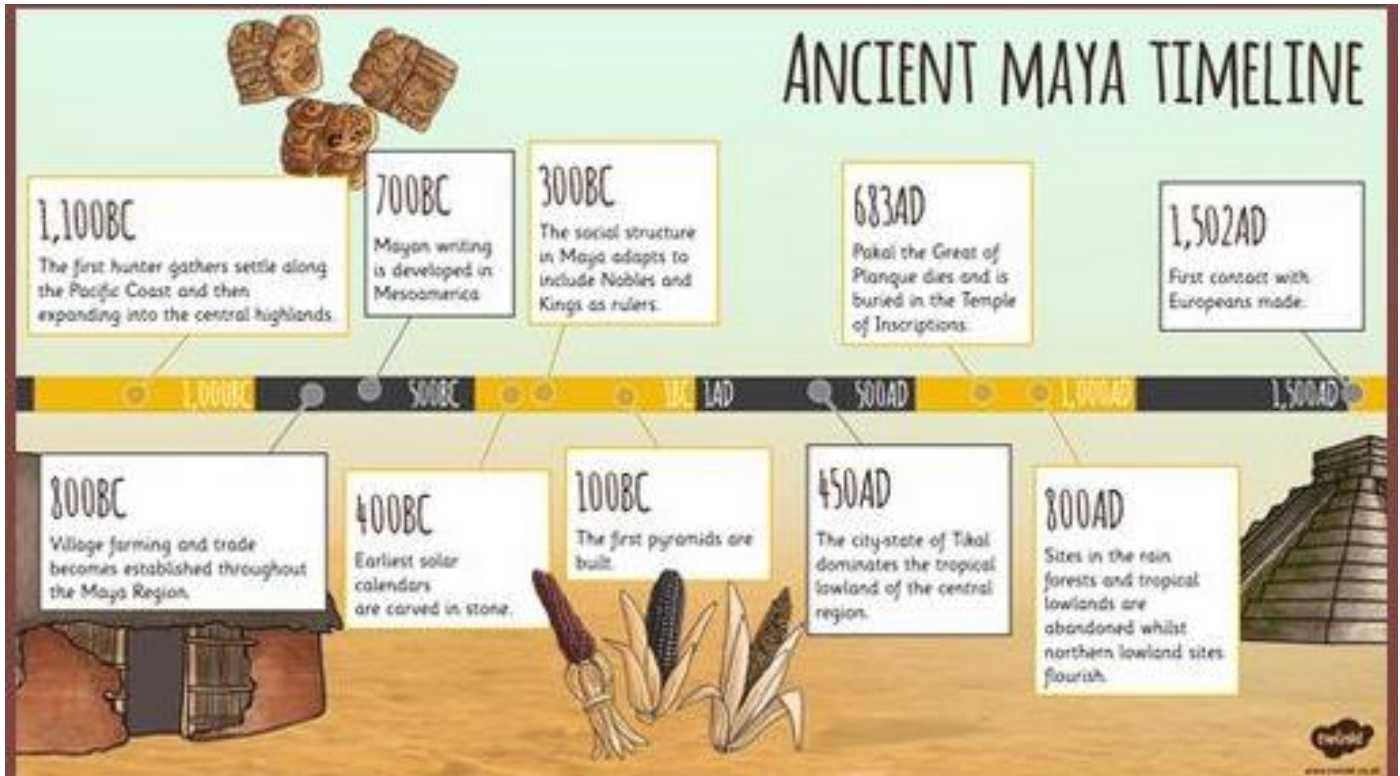 ANCIENT MAYA TIMELINE
1,100BC
The first hunter gathers settle along
the Pacific Coast and then
expanding into the central highlands.
700BC
Mayan writing
is developed in
Mesoamerica
300BC
The social structure
in Maya adapts to
include Nobles and
Kings as rulers.
683AD
Pakal the Great of
Planque dies and is
buried in the Temple
of Inscriptions.
1,502AD
First contact with
Europeans made.
1,000BC
500BC
1BC
1AD
500AD
1,000AD
1,500AD
800BC
Village farming and trade
becomes established throughout
the Maya Region.
400BC
Earliest solar
calendars
are carved in stone.
100BC
The first pyramids are
built.
450AD
The city-state of Tikal
dominates the tropical
lowland of the central
region.
800AD
Sites in the rain
forests and tropical
lowlands are
abandoned whilst
northern lowland sites
flourish.
twinkl